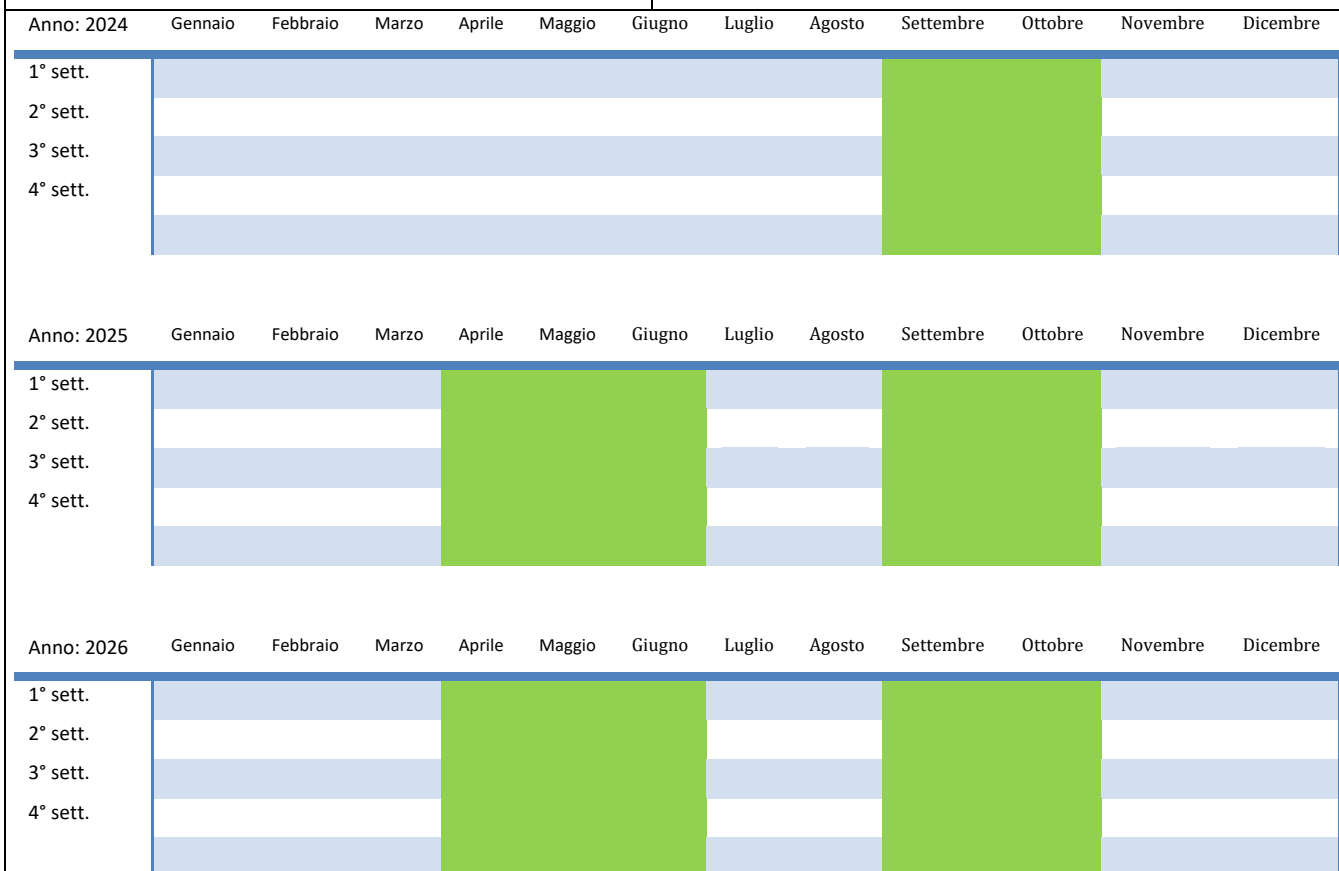 Anno: 2024 Gennaio Febbraio Marzo Aprile Maggio Giugno Luglio Agosto Settembre Ottobre Novembre Dicembre
1° sett.
2° sett.
3° sett.
4° sett.
Anno: 2025 Gennaio Febbraio Marzo Aprile Maggio Giugno Luglio Agosto Settembre Ottobre Novembre Dicembre
1° sett.
2° sett.
3° sett.
4° sett.
Anno: 2026 Gennaio Febbraio Marzo Aprile Maggio Giugno Luglio Agosto Settembre Ottobre Novembre Dicembre
1° sett.
2° sett.
3° sett.
4° sett.